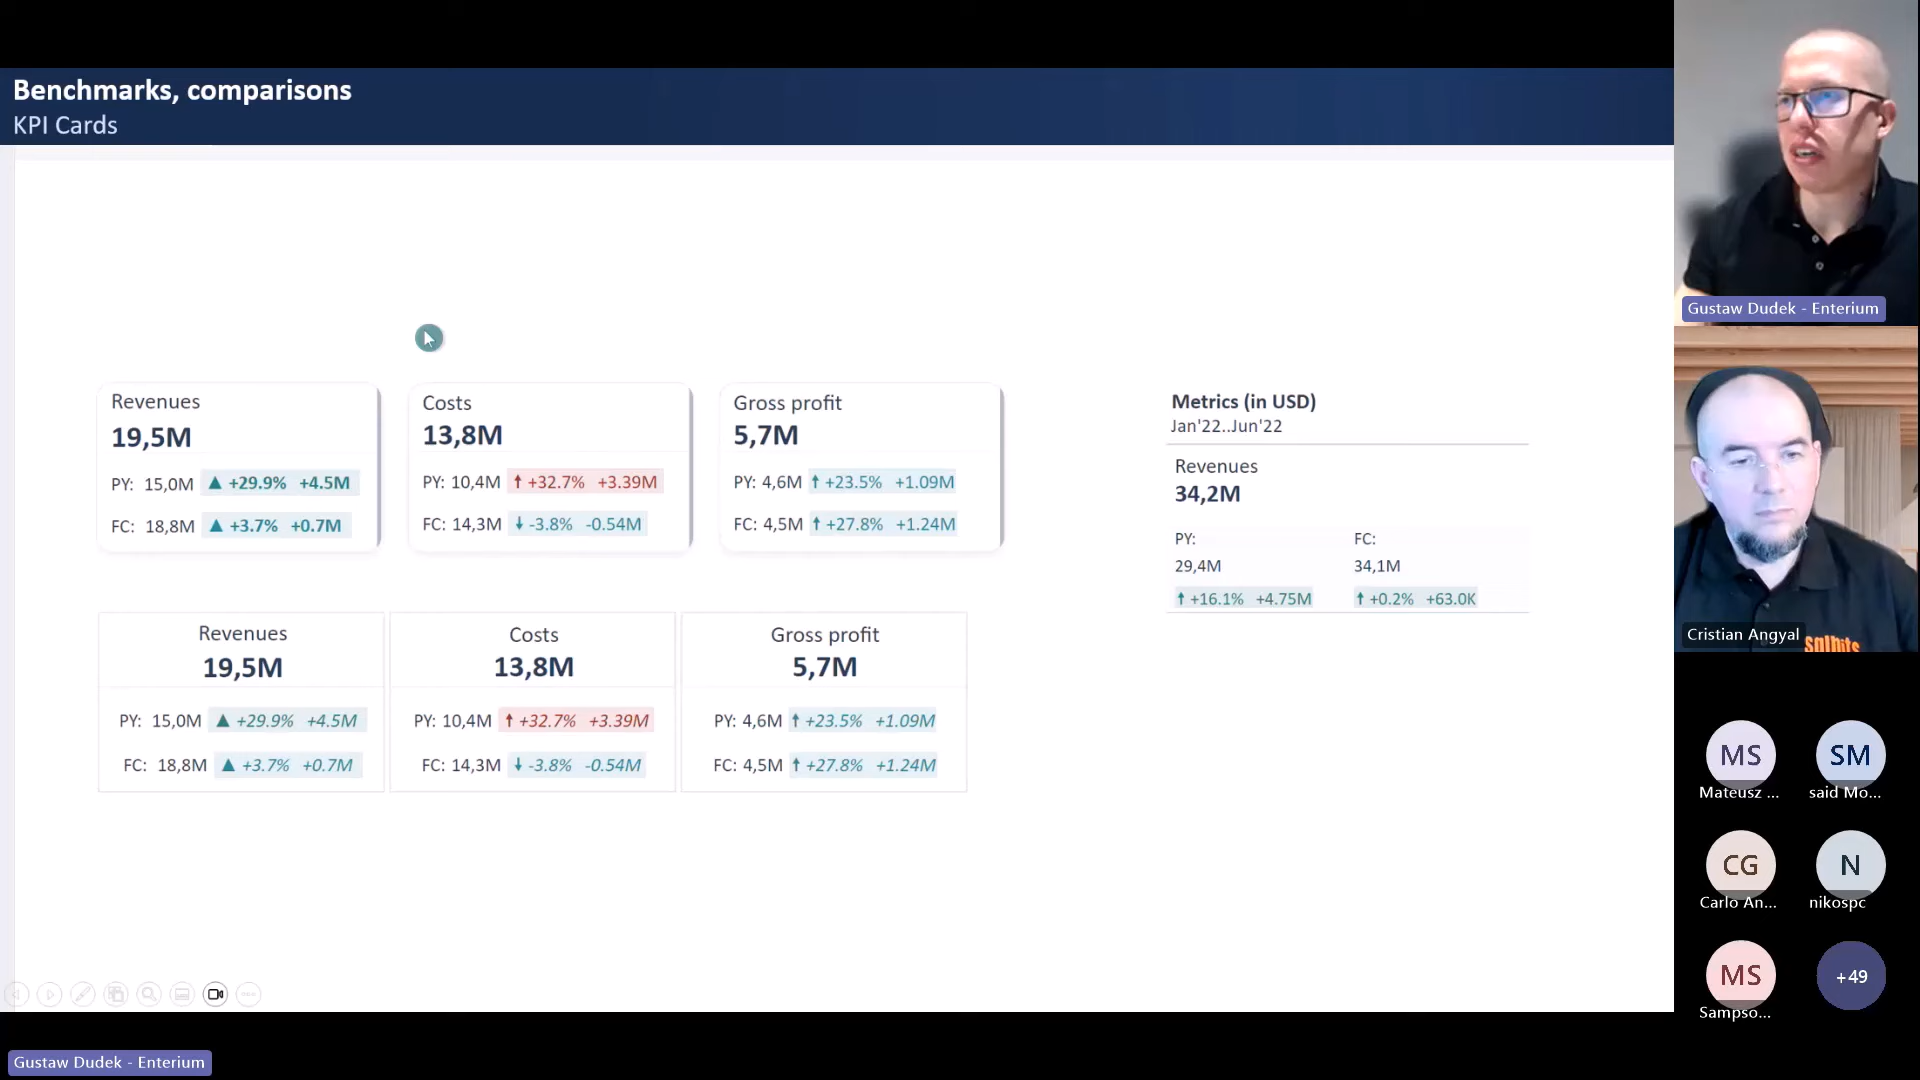 Benchmarks, comparisons
KPI Cards
Revenues
19,5M
PY: 15,0M ▲ +29.9% +4.5M
FC: 18,8M ▲ +3.7% +0.7M
Costs
13,8M
PY: 10,4M ↑ +32.7% +3.39M
FC: 14,3M ↓ -3.8% -0.54M
Gross profit
5,7M
PY: 4,6M ↑ +23.5% +1.09M
FC: 4,5M ↑ +27.8% +1.24M
Metrics (in USD)
Jan'22..Jun'22
Revenues
34,2M
PY: FC:
29,4M 34,1M
↑ +16.1% +4.75M ↑ +0.2% +63.0K
Revenues
19,5M
PY: 15,0M ▲ +29.9% +4.5M
FC: 18,8M ▲ +3.7% +0.7M
Costs
13,8M
PY: 10,4M ↑ +32.7% +3.39M
FC: 14,3M ↓ -3.8% -0.54M
Gross profit
5,7M
PY: 4,6M ↑ +23.5% +1.09M
FC: 4,5M ↑ +27.8% +1.24M
Gustaw Dudek - Enterium
Cristian Angyal
sqlbits
MS SM
Mateusz ... said Mo...
CG N
Carlo An... nikospc
MS +49
Sampso...
Gustaw Dudek - Enterium